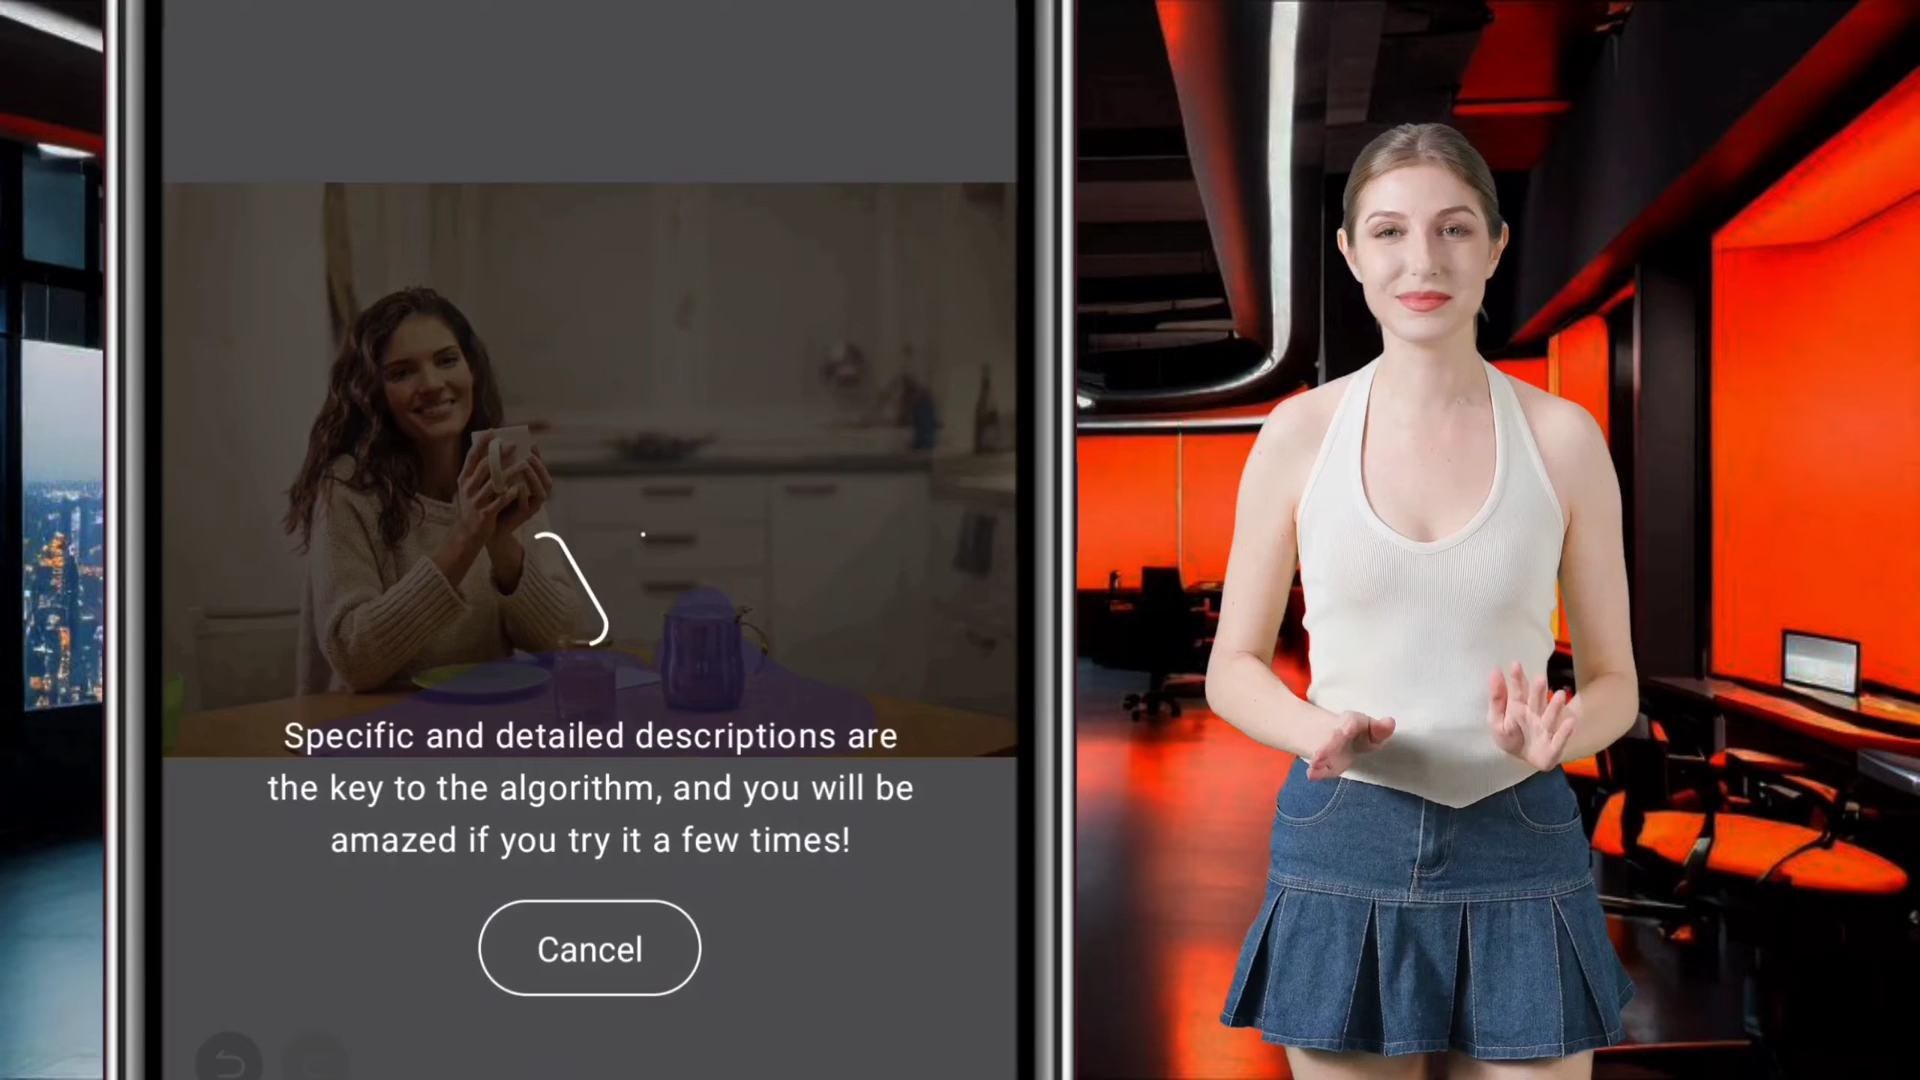 Specific and detailed descriptions are
the key to the algorithm, and you will be
amazed if you try it a few times!
Cancel